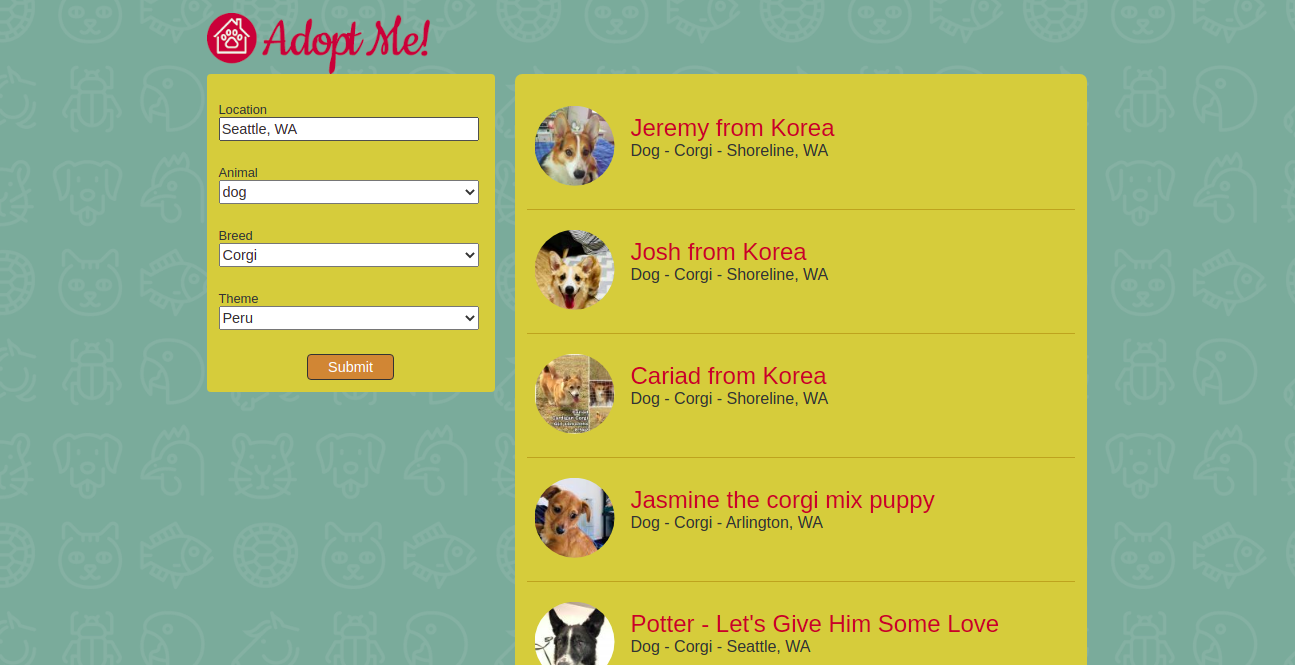 Adopt Me!
Location
Seattle, WA
Animal
dog
Breed
Corgi
Theme
Peru
Submit
Jeremy from Korea
Dog - Corgi - Shoreline, WA
Josh from Korea
Dog - Corgi - Shoreline, WA
Cariad from Korea
Dog - Corgi - Shoreline, WA
Jasmine the corgi mix puppy
Dog - Corgi - Arlington, WA
Potter - Let's Give Him Some Love
Dog - Corgi - Seattle, WA